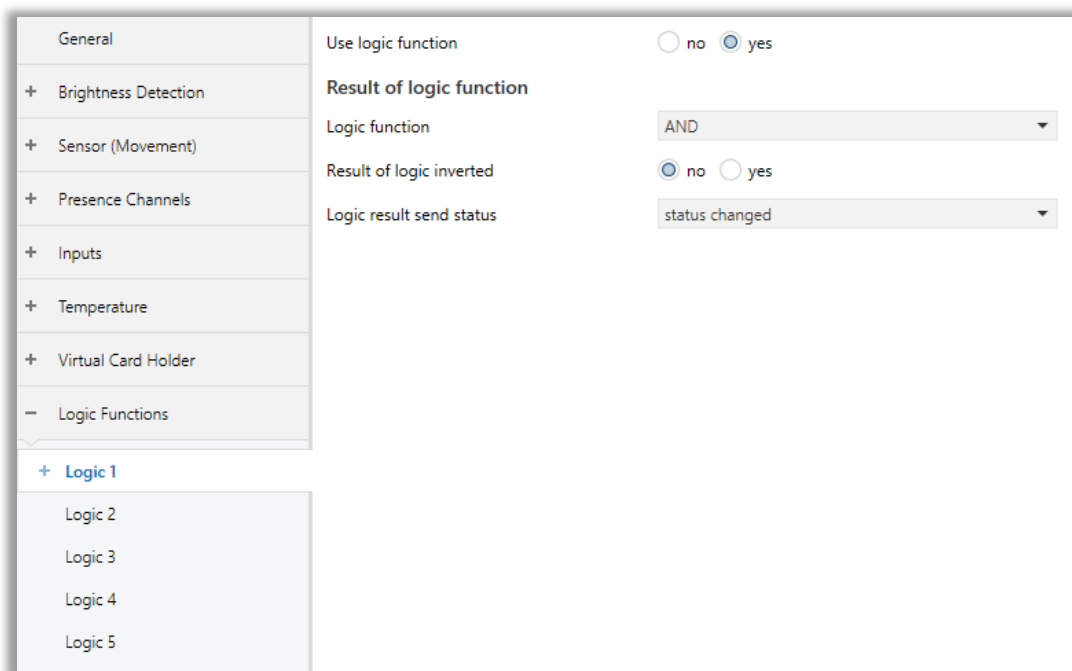 General
+ Brightness Detection
+ Sensor (Movement)
+ Presence Channels
+ Inputs
+ Temperature
+ Virtual Card Holder
− Logic Functions
+ Logic 1
Logic 2
Logic 3
Logic 4
Logic 5
Use logic function no yes
Result of logic function
Logic function AND
Result of logic inverted no yes
Logic result send status status changed